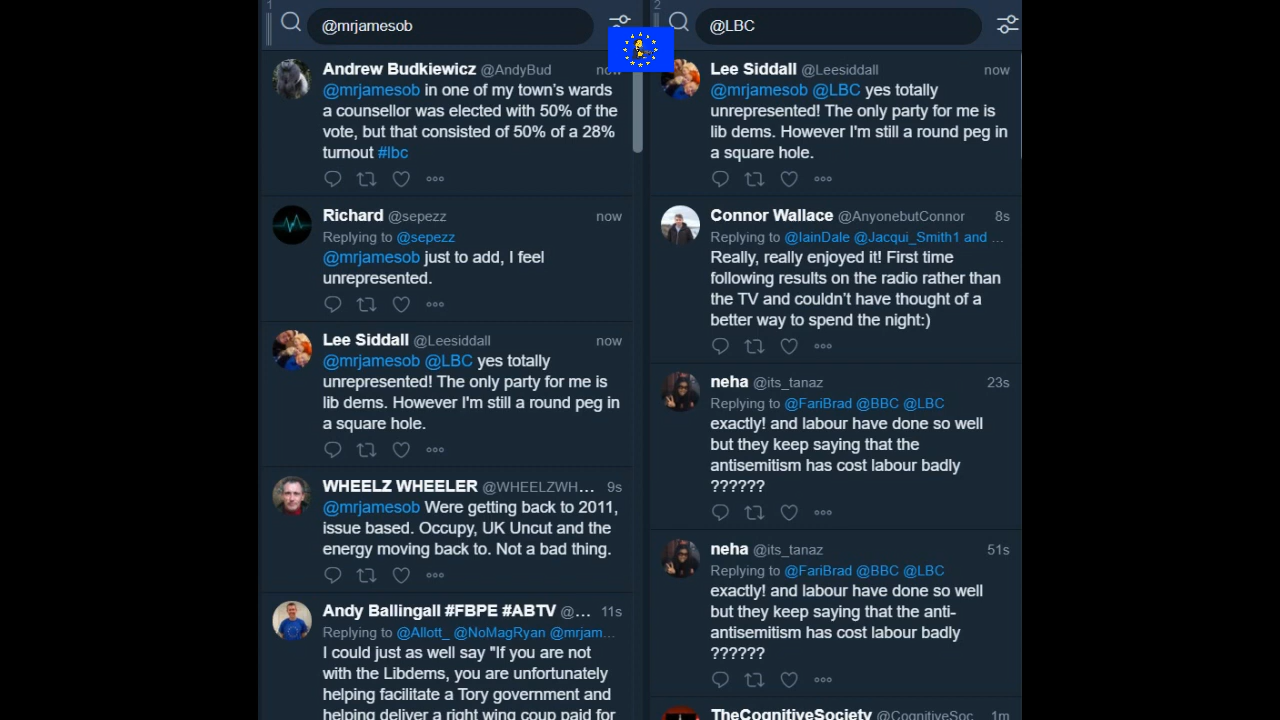 1
@mrjamesob
Andrew Budkiewicz @AndyBud now
@mrjamesob in one of my town's wards
a counsellor was elected with 50% of the
vote, but that consisted of 50% of a 28%
turnout #lbc
Richard @sepezz now
Replying to @sepezz
@mrjamesob just to add, I feel
unrepresented.
Lee Siddall @Leesiddall now
@mrjamesob @LBC yes totally
unrepresented! The only party for me is
lib dems. However I'm still a round peg in
a square hole.
WHEELZ WHEELER @WHEELZWH... 9s
@mrjamesob Were getting back to 2011,
issue based. Occupy, UK Uncut and the
energy moving back to. Not a bad thing.
Andy Ballingall #FBPE #ABTV @... 11s
Replying to @Allott_ @NoMagRyan @mrjam...
I could just as well say "If you are not
with the Libdems, you are unfortunately
helping facilitate a Tory government and
helping deliver a right wing coup paid for
2
@LBC
Lee Siddall @Leesiddall now
@mrjamesob @LBC yes totally
unrepresented! The only party for me is
lib dems. However I'm still a round peg in
a square hole.
Connor Wallace @AnyonebutConnor 8s
Replying to @IainDale @Jacqui_Smith1 and ...
Really, really enjoyed it! First time
following results on the radio rather than
the TV and couldn't have thought of a
better way to spend the night:)
neha @its_tanaz 23s
Replying to @FariBrad @BBC @LBC
exactly! and labour have done so well
but they keep saying that the
antisemitism has cost labour badly
??????
neha @its_tanaz 51s
Replying to @FariBrad @BBC @LBC
exactly! and labour have done so well
but they keep saying that the anti-
antisemitism has cost labour badly
??????
TheCognitiveSociety @CognitiveSoc 1m